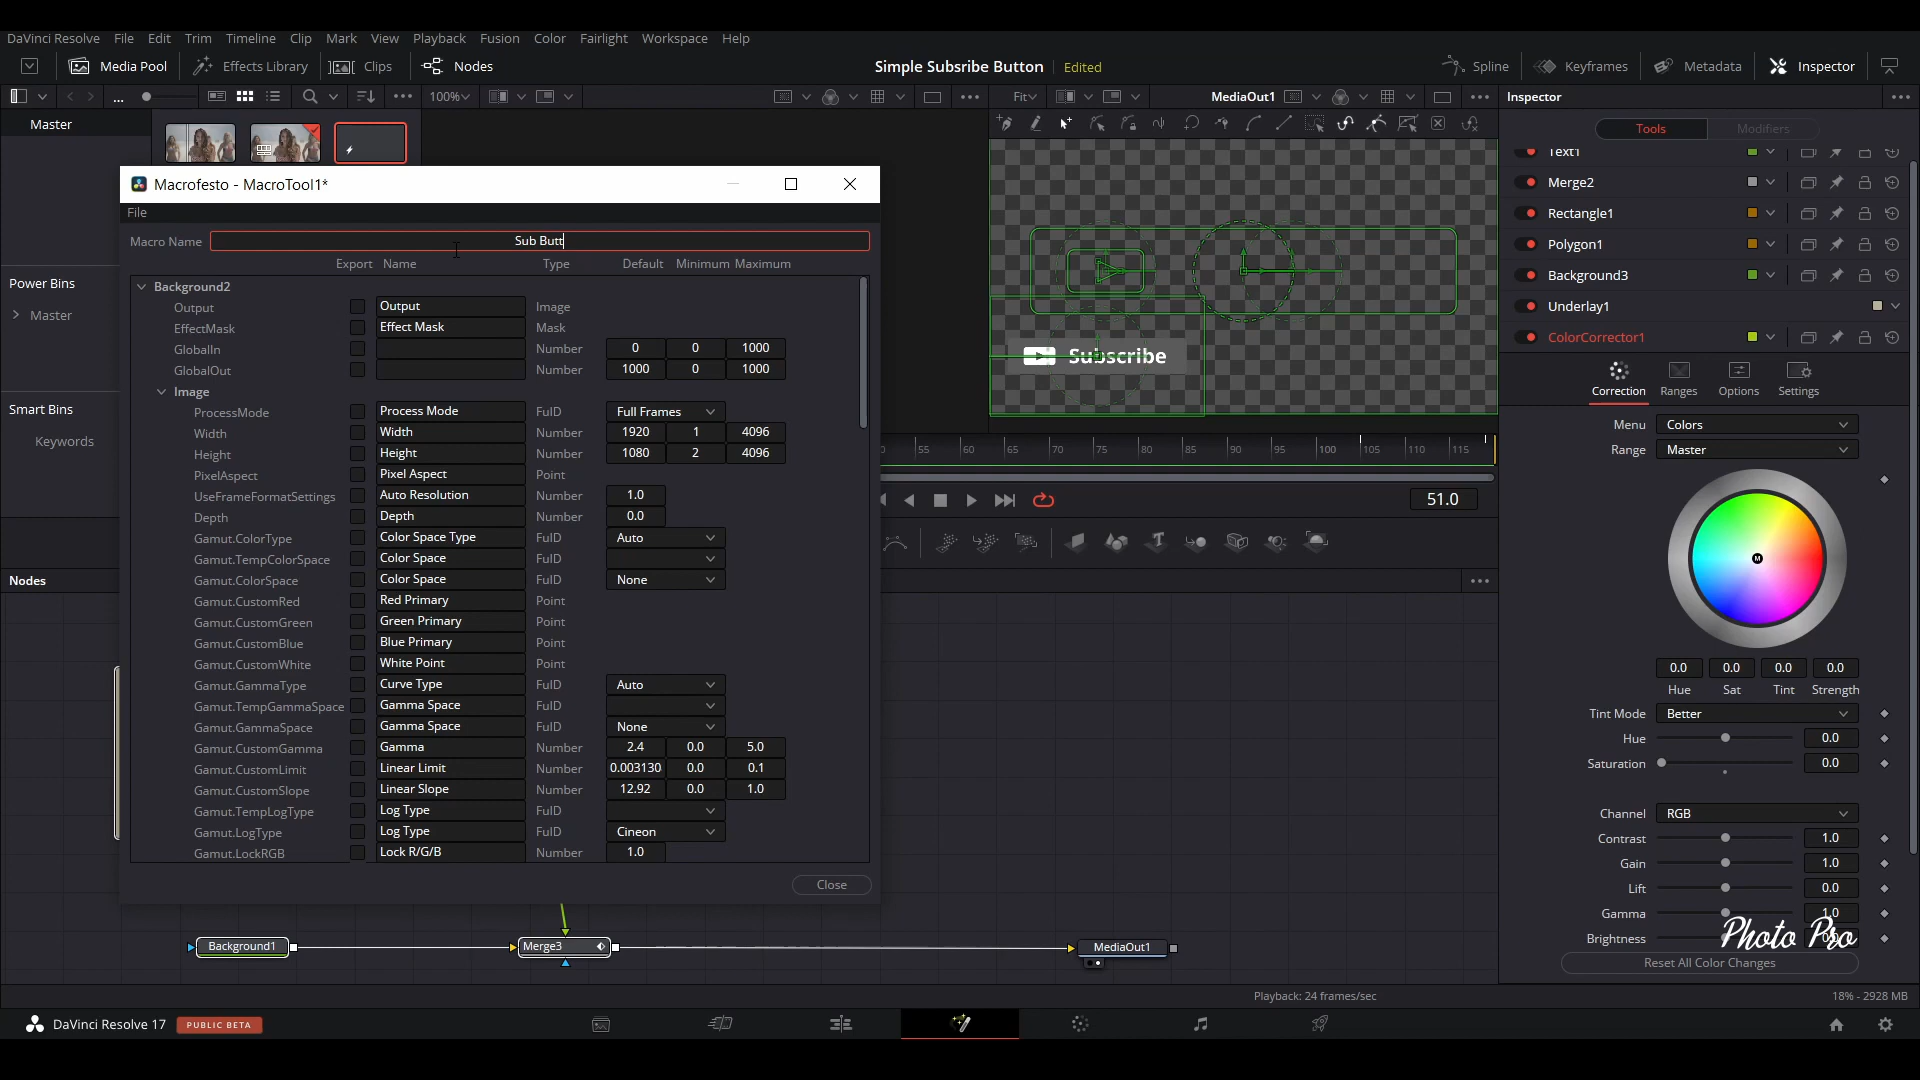 DaVinci Resolve File Edit Trim Timeline Clip Mark View Playback Fusion Color Fairlight Workspace Help
Media Pool Effects Library Clips Nodes Simple Subsribe Button Edited Spline Keyframes Metadata Inspector
... 100% Fit MediaOut1 Inspector
Master
Tools Modifiers
Text1
Merge2
Rectangle1
Polygon1
Background3
Underlay1
ColorCorrector1
Power Bins
Master
Smart Bins
Keywords
Macrofesto - MacroTool1*
File
Macro Name Sub Butt
Export Name Type Default Minimum Maximum
Background2
Output Output Image
EffectMask Effect Mask Mask
GlobalIn Number 0 0 1000
GlobalOut Number 1000 0 1000
Image
ProcessMode Process Mode FuID Full Frames
Width Width Number 1920 1 4096
Height Height Number 1080 2 4096
PixelAspect Pixel Aspect Point
UseFrameFormatSettings Auto Resolution Number 1.0
Depth Depth Number 0.0
Gamut.ColorType Color Space Type FuID Auto
Gamut.TempColorSpace Color Space FuID
Gamut.ColorSpace Color Space FuID None
Gamut.CustomRed Red Primary Point
Gamut.CustomGreen Green Primary Point
Gamut.CustomBlue Blue Primary Point
Gamut.CustomWhite White Point Point
Gamut.GammaType Curve Type FuID Auto
Gamut.TempGammaSpace Gamma Space FuID
Gamut.GammaSpace Gamma Space FuID None
Gamut.CustomGamma Gamma Number 2.4 0.0 5.0
Gamut.CustomLimit Linear Limit Number 0.003130 0.0 0.1
Gamut.CustomSlope Linear Slope Number 12.92 0.0 1.0
Gamut.TempLogType Log Type FuID
Gamut.LogType Log Type FuID Cineon
Gamut.LockRGB Lock R/G/B Number 1.0
Close
Subscribe
55 60 65 70 75 80 85 90 95 100 105 110 115
51.0
Correction Ranges Options Settings
Menu Colors
Range Master
M
0.0 0.0 0.0 0.0
Hue Sat Tint Strength
Tint Mode Better
Hue 0.0
Saturation 0.0
Channel RGB
Contrast 1.0
Gain 1.0
Lift 0.0
Gamma 1.0
Brightness
Photo Pro
Reset All Color Changes
Nodes
Background1 Merge3 MediaOut1
Playback: 24 frames/sec 18% - 2928 MB
DaVinci Resolve 17 PUBLIC BETA